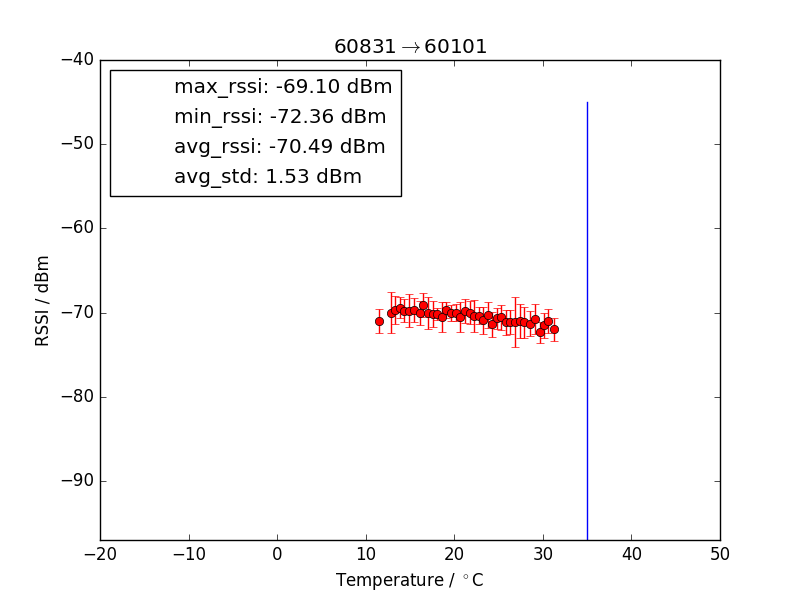 60831→60101
max_rssi: -69.10 dBm
min_rssi: -72.36 dBm
avg_rssi: -70.49 dBm
avg_std: 1.53 dBm
RSSI / dBm
−40
−50
−60
−70
−80
−90
−20 −10 0 10 20 30 40 50
Temperature / °C